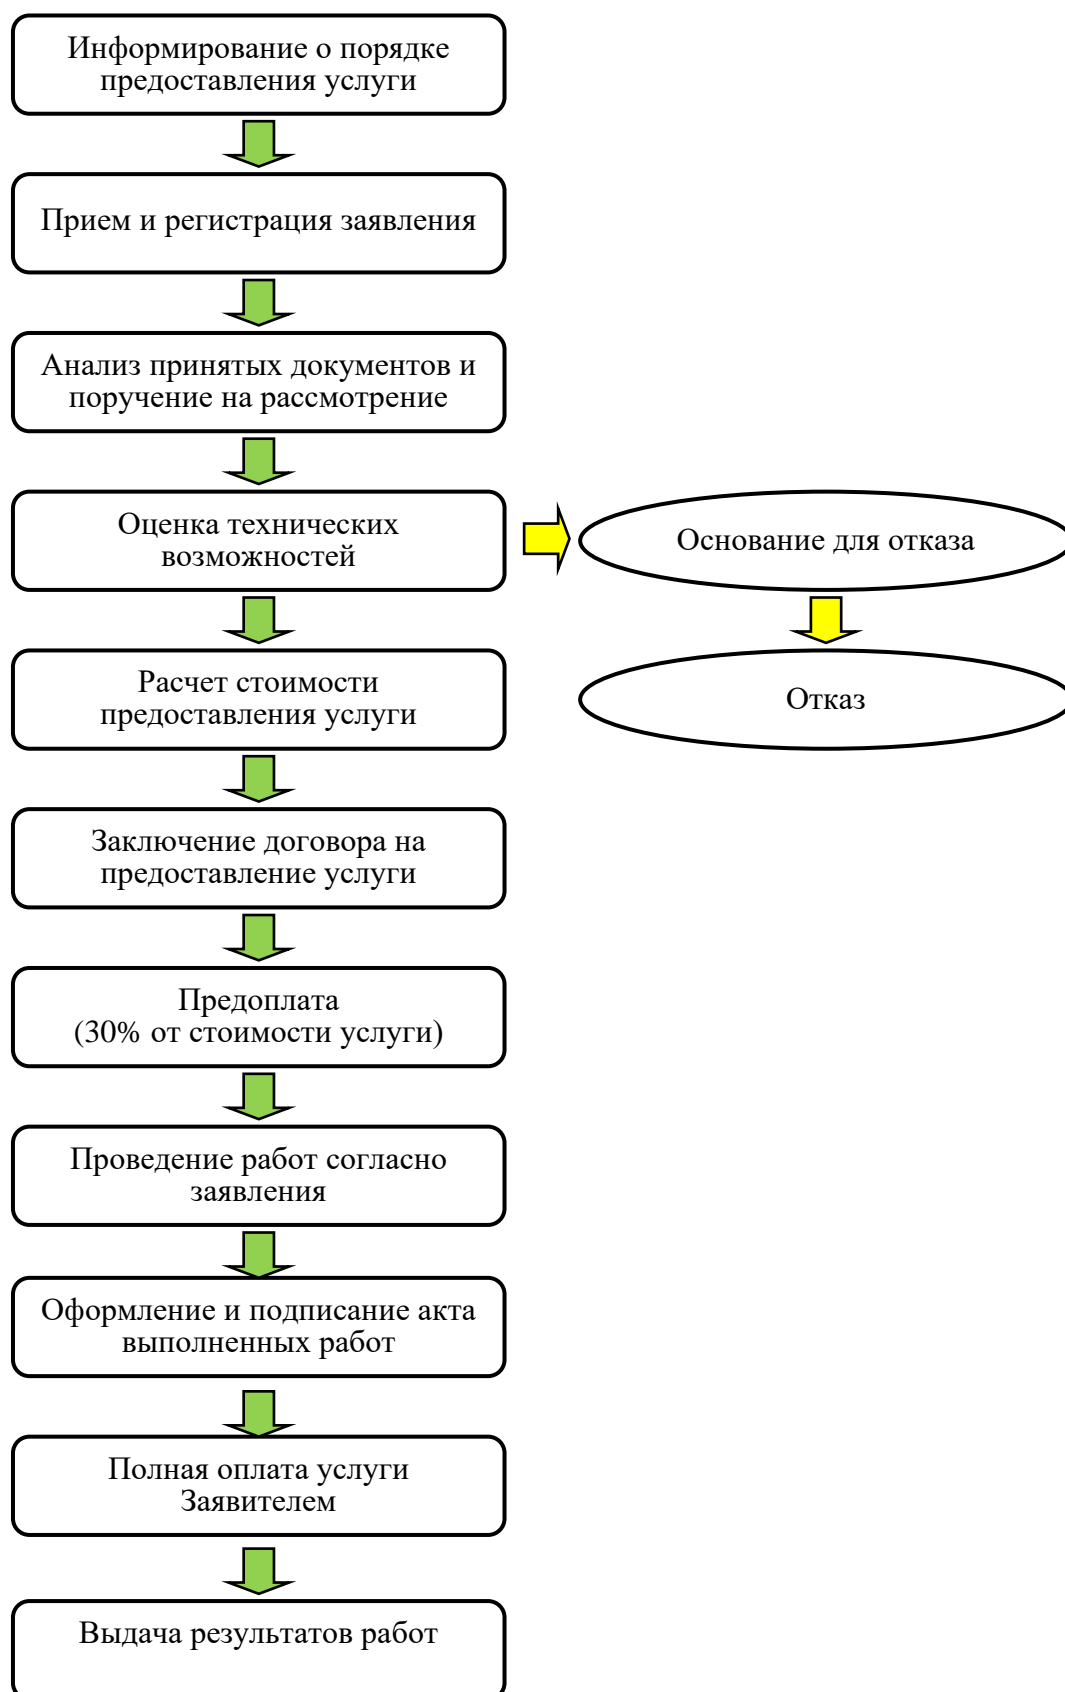 Информирование о порядке
предоставления услуги
Прием и регистрация заявления
Анализ принятых документов и
поручение на рассмотрение
Оценка технических
возможностей
Основание для отказа
Расчет стоимости
предоставления услуги
Отказ
Заключение договора на
предоставление услуги
Предоплата
(30% от стоимости услуги)
Проведение работ согласно
заявления
Оформление и подписание акта
выполненных работ
Полная оплата услуги
Заявителем
Выдача результатов работ